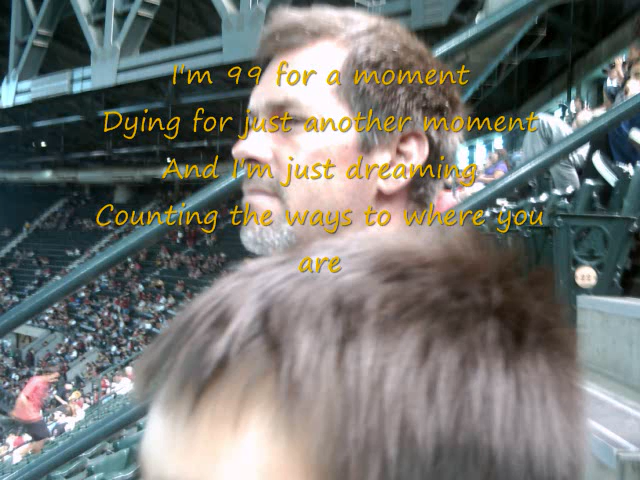 I'm 99 for a moment
Dying for just another moment
And I'm just dreaming
Counting the ways to where you
are